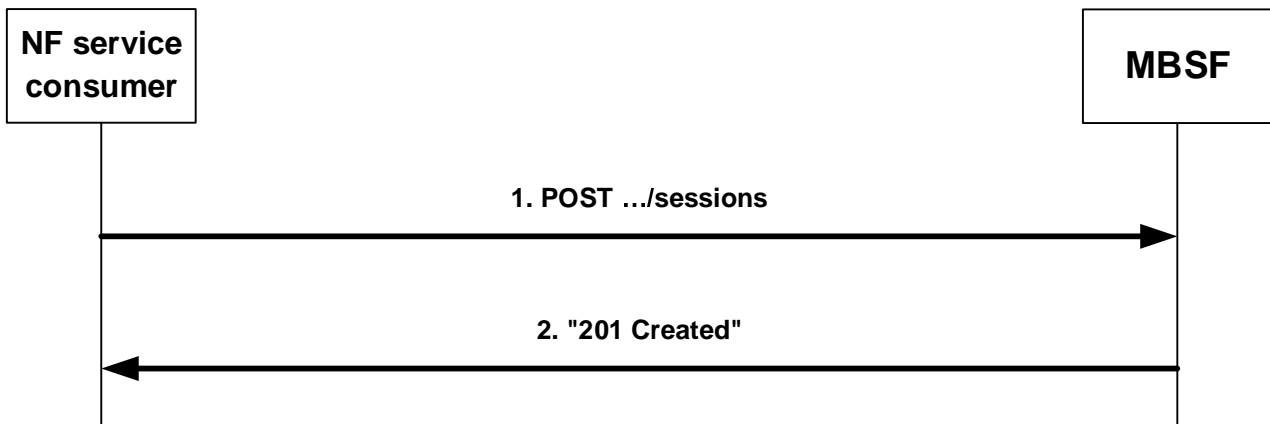 NF service
consumer
MBSF
1. POST …/sessions
2. "201 Created"